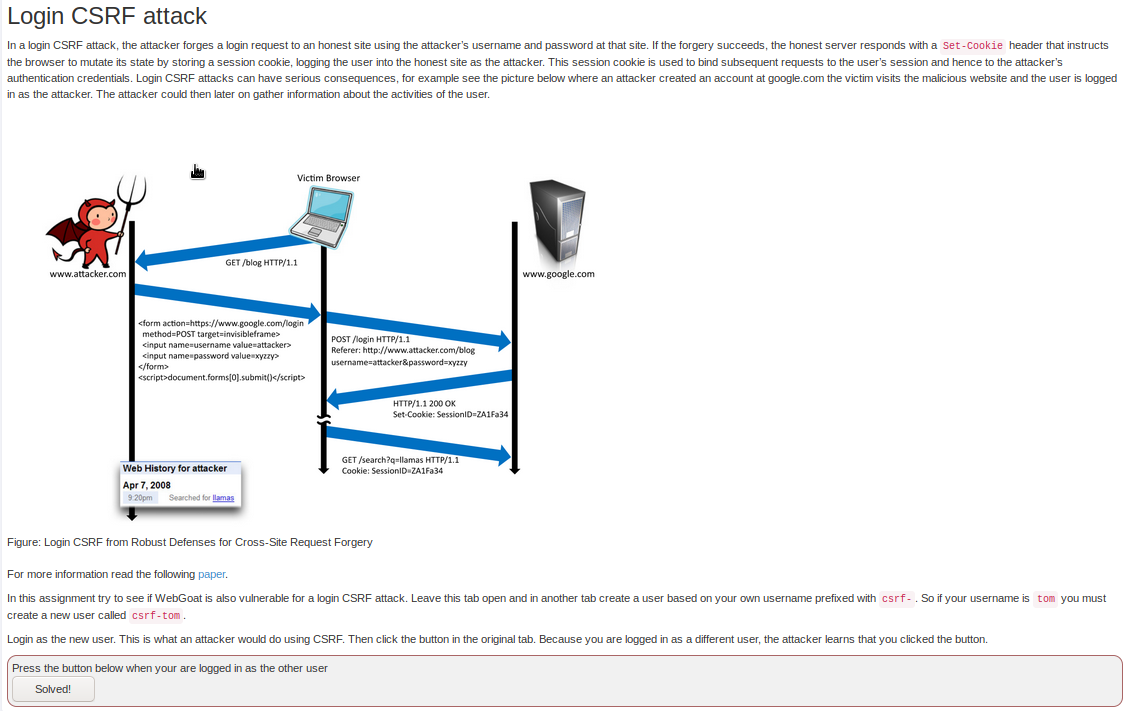 Login CSRF attack
In a login CSRF attack, the attacker forges a login request to an honest site using the attacker’s username and password at that site. If the forgery succeeds, the honest server responds with a Set-Cookie header that instructs
the browser to mutate its state by storing a session cookie, logging the user into the honest site as the attacker. This session cookie is used to bind subsequent requests to the user’s session and hence to the attacker’s
authentication credentials. Login CSRF attacks can have serious consequences, for example see the picture below where an attacker created an account at google.com the victim visits the malicious website and the user is logged
in as the attacker. The attacker could then later on gather information about the activities of the user.
Victim Browser
www.attacker.com
www.google.com
GET /blog HTTP/1.1
<form action=https://www.google.com/login
method=POST target=invisibleframe>
<input name=username value=attacker>
<input name=password value=xyzzy>
</form>
<script>document.forms[0].submit()</script>
POST /login HTTP/1.1
Referer: http://www.attacker.com/blog
username=attacker&password=xyzzy
HTTP/1.1 200 OK
Set-Cookie: SessionID=ZA1Fa34
GET /search?q=llamas HTTP/1.1
Cookie: SessionID=ZA1Fa34
Web History for attacker
Apr 7, 2008
9:20pm Searched for llamas
Figure: Login CSRF from Robust Defenses for Cross-Site Request Forgery
For more information read the following paper.
In this assignment try to see if WebGoat is also vulnerable for a login CSRF attack. Leave this tab open and in another tab create a user based on your own username prefixed with csrf-. So if your username is tom you must
create a new user called csrf-tom.
Login as the new user. This is what an attacker would do using CSRF. Then click the button in the original tab. Because you are logged in as a different user, the attacker learns that you clicked the button.
Press the button below when your are logged in as the other user
Solved!